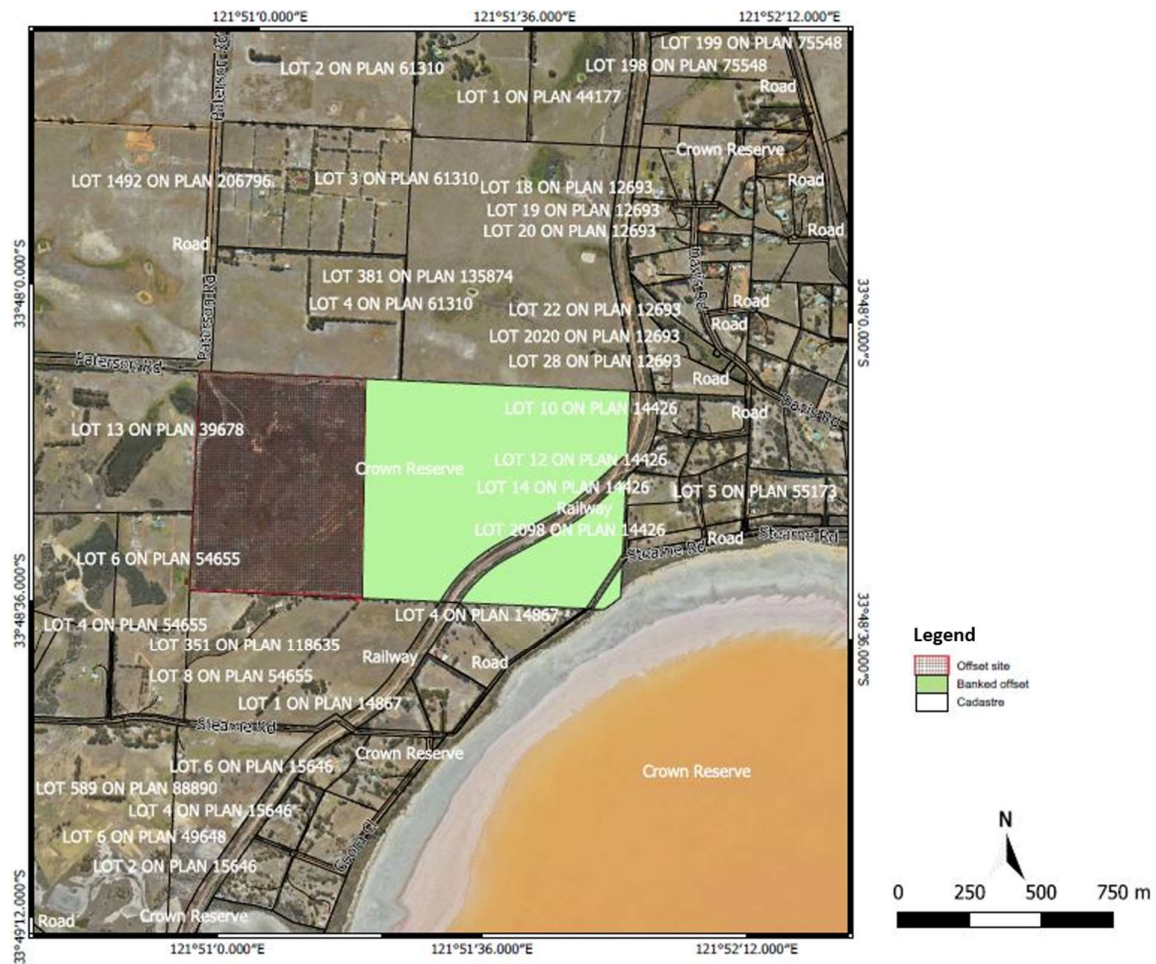 121°51'0.000"E
121°51'36.000"E
121°52'12.000"E
LOT 199 ON PLAN 75548
LOT 198 ON PLAN 75548
LOT 2 ON PLAN 61310
Paterson Rd
Road
LOT 1 ON PLAN 44177
Crown Reserve
LOT 1492 ON PLAN 206796
LOT 3 ON PLAN 61310
LOT 18 ON PLAN 12693
Road
LOT 19 ON PLAN 12693
LOT 20 ON PLAN 12693
Road
Road
33°48'0.000"S
LOT 381 ON PLAN 135874
LOT 4 ON PLAN 61310
Paterson Rd
LOT 22 ON PLAN 12693
Road
Road
33°48'0.000"S
LOT 2020 ON PLAN 12693
LOT 28 ON PLAN 12693
Paterson Rd
Road
LOT 10 ON PLAN 14426
Road
LOT 13 ON PLAN 39678
Crown Reserve
LOT 12 ON PLAN 14426
LOT 14 ON PLAN 14426
LOT 5 ON PLAN 55173
Railway
LOT 2098 ON PLAN 14426
Road
Stearne Rd
Stearne Rd
LOT 6 ON PLAN 54655
33°48'36.000"S
LOT 4 ON PLAN 54655
LOT 4 ON PLAN 14867
33°48'36.000"S
LOT 351 ON PLAN 118635
Railway
Road
LOT 8 ON PLAN 54655
LOT 1 ON PLAN 14867
Stearne Rd
Crown Reserve
LOT 6 ON PLAN 15646
Crown Reserve
LOT 589 ON PLAN 88890
LOT 4 ON PLAN 15646
LOT 6 ON PLAN 49648
LOT 2 ON PLAN 15646
Crown Reserve
Road
33°49'12.000"S
121°51'0.000"E
121°51'36.000"E
121°52'12.000"E
Legend
Offset site
Banked offset
Cadastre
N
0 250 500 750 m